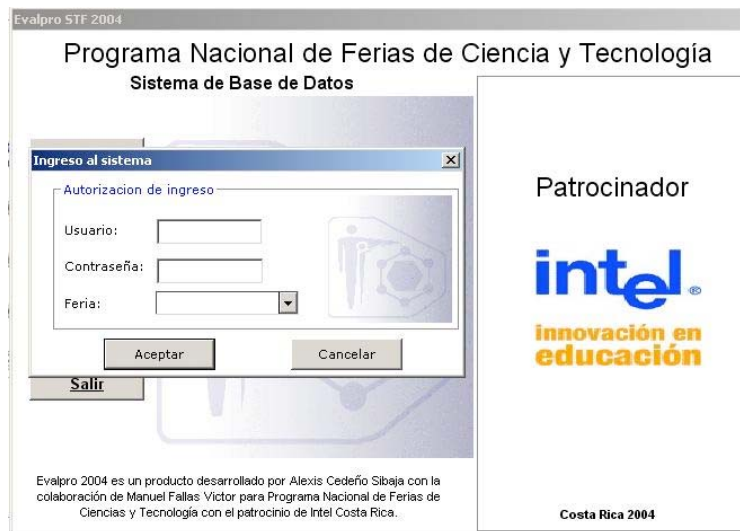 Evalpro STF 2004
Programa Nacional de Ferias de Ciencia y Tecnología
Sistema de Base de Datos
Ingreso al sistema
Autorizacion de ingreso
Usuario:
Contraseña:
Feria:
Aceptar
Cancelar
Salir
Evalpro 2004 es un producto desarrollado por Alexis Cedeño Sibaja con la
colaboración de Manuel Fallas Victor para Programa Nacional de Ferias de
Ciencias y Tecnología con el patrocinio de Intel Costa Rica.
Patrocinador
intel®
innovación en
educación
Costa Rica 2004